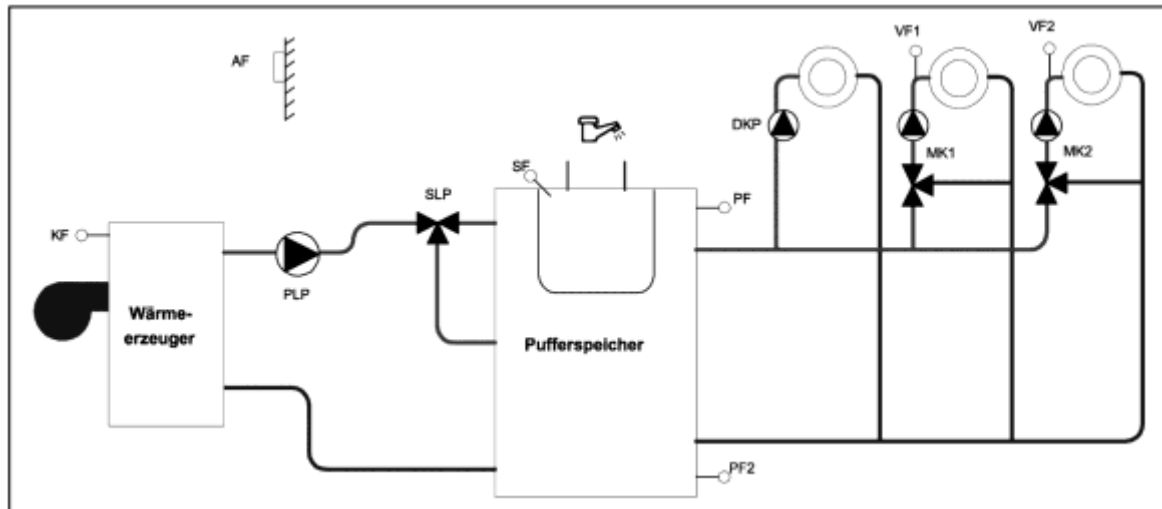 AF
VF1
VF2
DKP
MK1
MK2
SF
SLP
PF
KF
PLP
Wärme-
erzeuger
Pufferspeicher
PF2